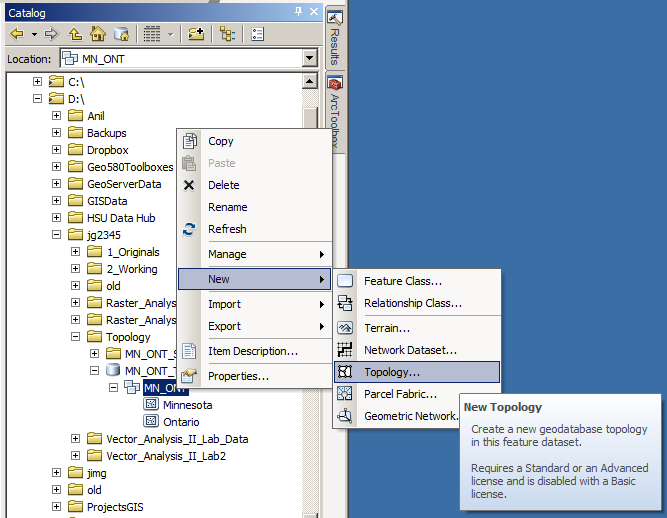 Catalog
Location: MN_ONT
C:\
D:\
Anil
Backups
Dropbox
Geo580Toolboxes
GeoServerData
GISData
HSU Data Hub
jg2345
1_Originals
2_Working
old
Raster_Analysis
Raster_Analysis
Topology
MN_ONT_S
MN_ONT_T
MN_ONT
Minnesota
Ontario
Vector_Analysis_II_Lab_Data
Vector_Analysis_II_Lab2
jimg
old
ProjectsGIS
Results
ArcToolbox
Copy
Paste
Delete
Rename
Refresh
Manage
New
Import
Export
Item Description...
Properties...
Feature Class...
Relationship Class...
Terrain...
Network Dataset...
Topology...
Parcel Fabric...
Geometric Network...
New Topology
Create a new geodatabase topology
in this feature dataset.
Requires a Standard or an Advanced
license and is disabled with a Basic
license.